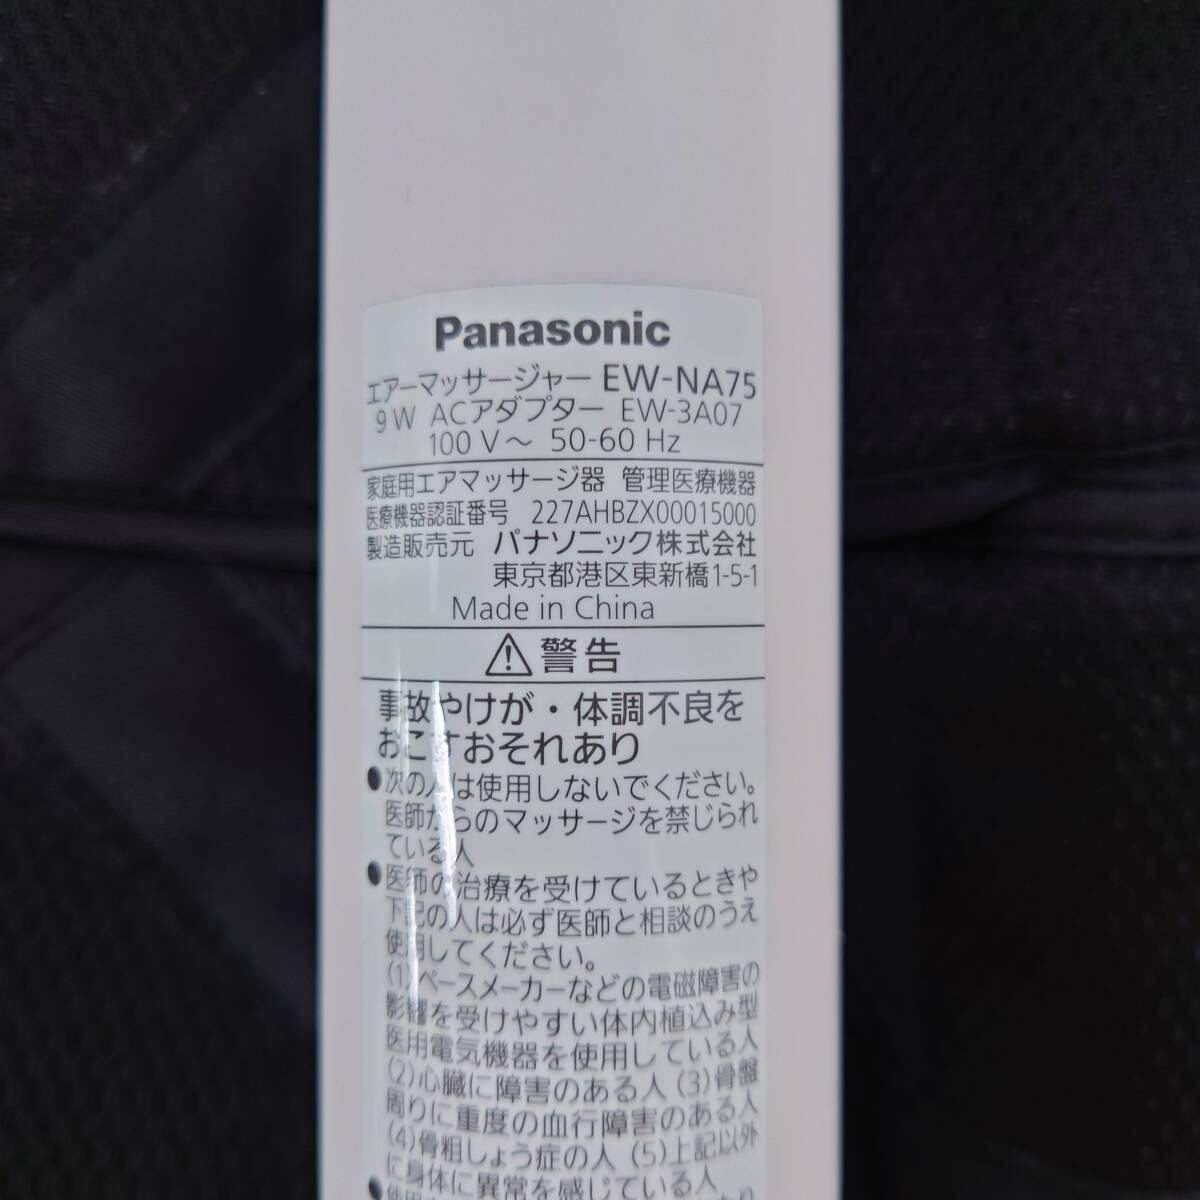 Panasonic
エアーマッサージャー EW-NA75
9 W ACアダプター EW-3A07
100 V～ 50-60 Hz
家庭用エアマッサージ器 管理医療機器
医療機器認証番号 227AHBZX00015000
製造販売元 パナソニック株式会社
東京都港区東新橋1-5-1
Made in China
⚠警告
事故やけが・体調不良を
おこすおそれあり
●次の人は使用しないでください。
医師からのマッサージを禁じられ
ている人
●医師の治療を受けているときや
下記の人は必ず医師と相談のうえ
使用してください。
(1)ペースメーカーなどの電磁障害の
影響を受けやすい体内植込み型
医用電気機器を使用している人
(2)心臓に障害のある人 (3)骨盤
周りに重度の血行障害のある人
(4)骨粗しょう症の人 (5)上記以外
に身体に異常を感じている人